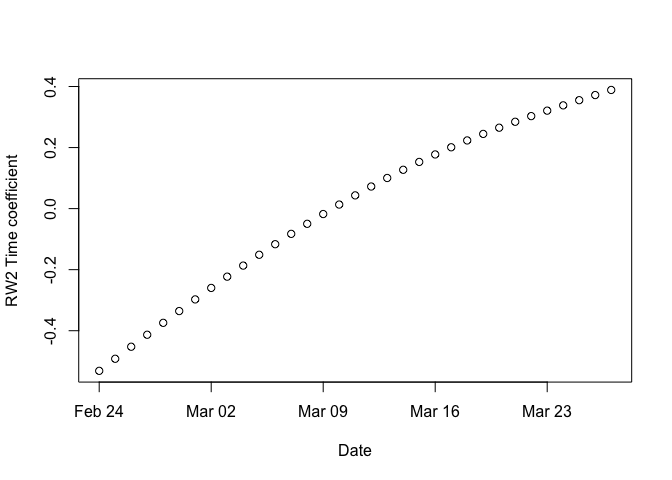 RW2 Time coefficient
0.4
0.2
0.0
-0.2
-0.4
Feb 24
Mar 02
Mar 09
Mar 16
Mar 23
Date